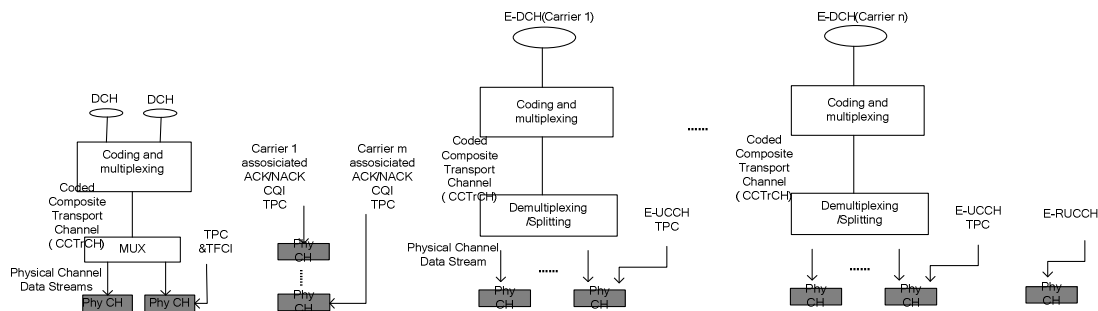 DCH DCH
Coding and
multiplexing
Coded
Composite
Transport
Channel
( CCTrCH)
MUX
TPC
&TFCI
Physical Channel
Data Streams
Phy CH Phy CH
Carrier 1
assosiciated
ACK/NACK
CQI
TPC
Carrier m
assosiciated
ACK/NACK
CQI
TPC
Phy
CH
......
Phy
CH
E-DCH(Carrier 1)
Coding and
multiplexing
Coded
Composite
Transport
Channel
( CCTrCH)
Demultiplexing
/Splitting
E-UCCH
TPC
Physical Channel
Data Stream
......
Phy
CH
Phy
CH
......
E-DCH(Carrier n)
Coding and
multiplexing
Coded
Composite
Transport
Channel
( CCTrCH)
Demultiplexing
/Splitting
E-UCCH
TPC
......
Phy
CH
Phy
CH
E-RUCCH
Phy
CH